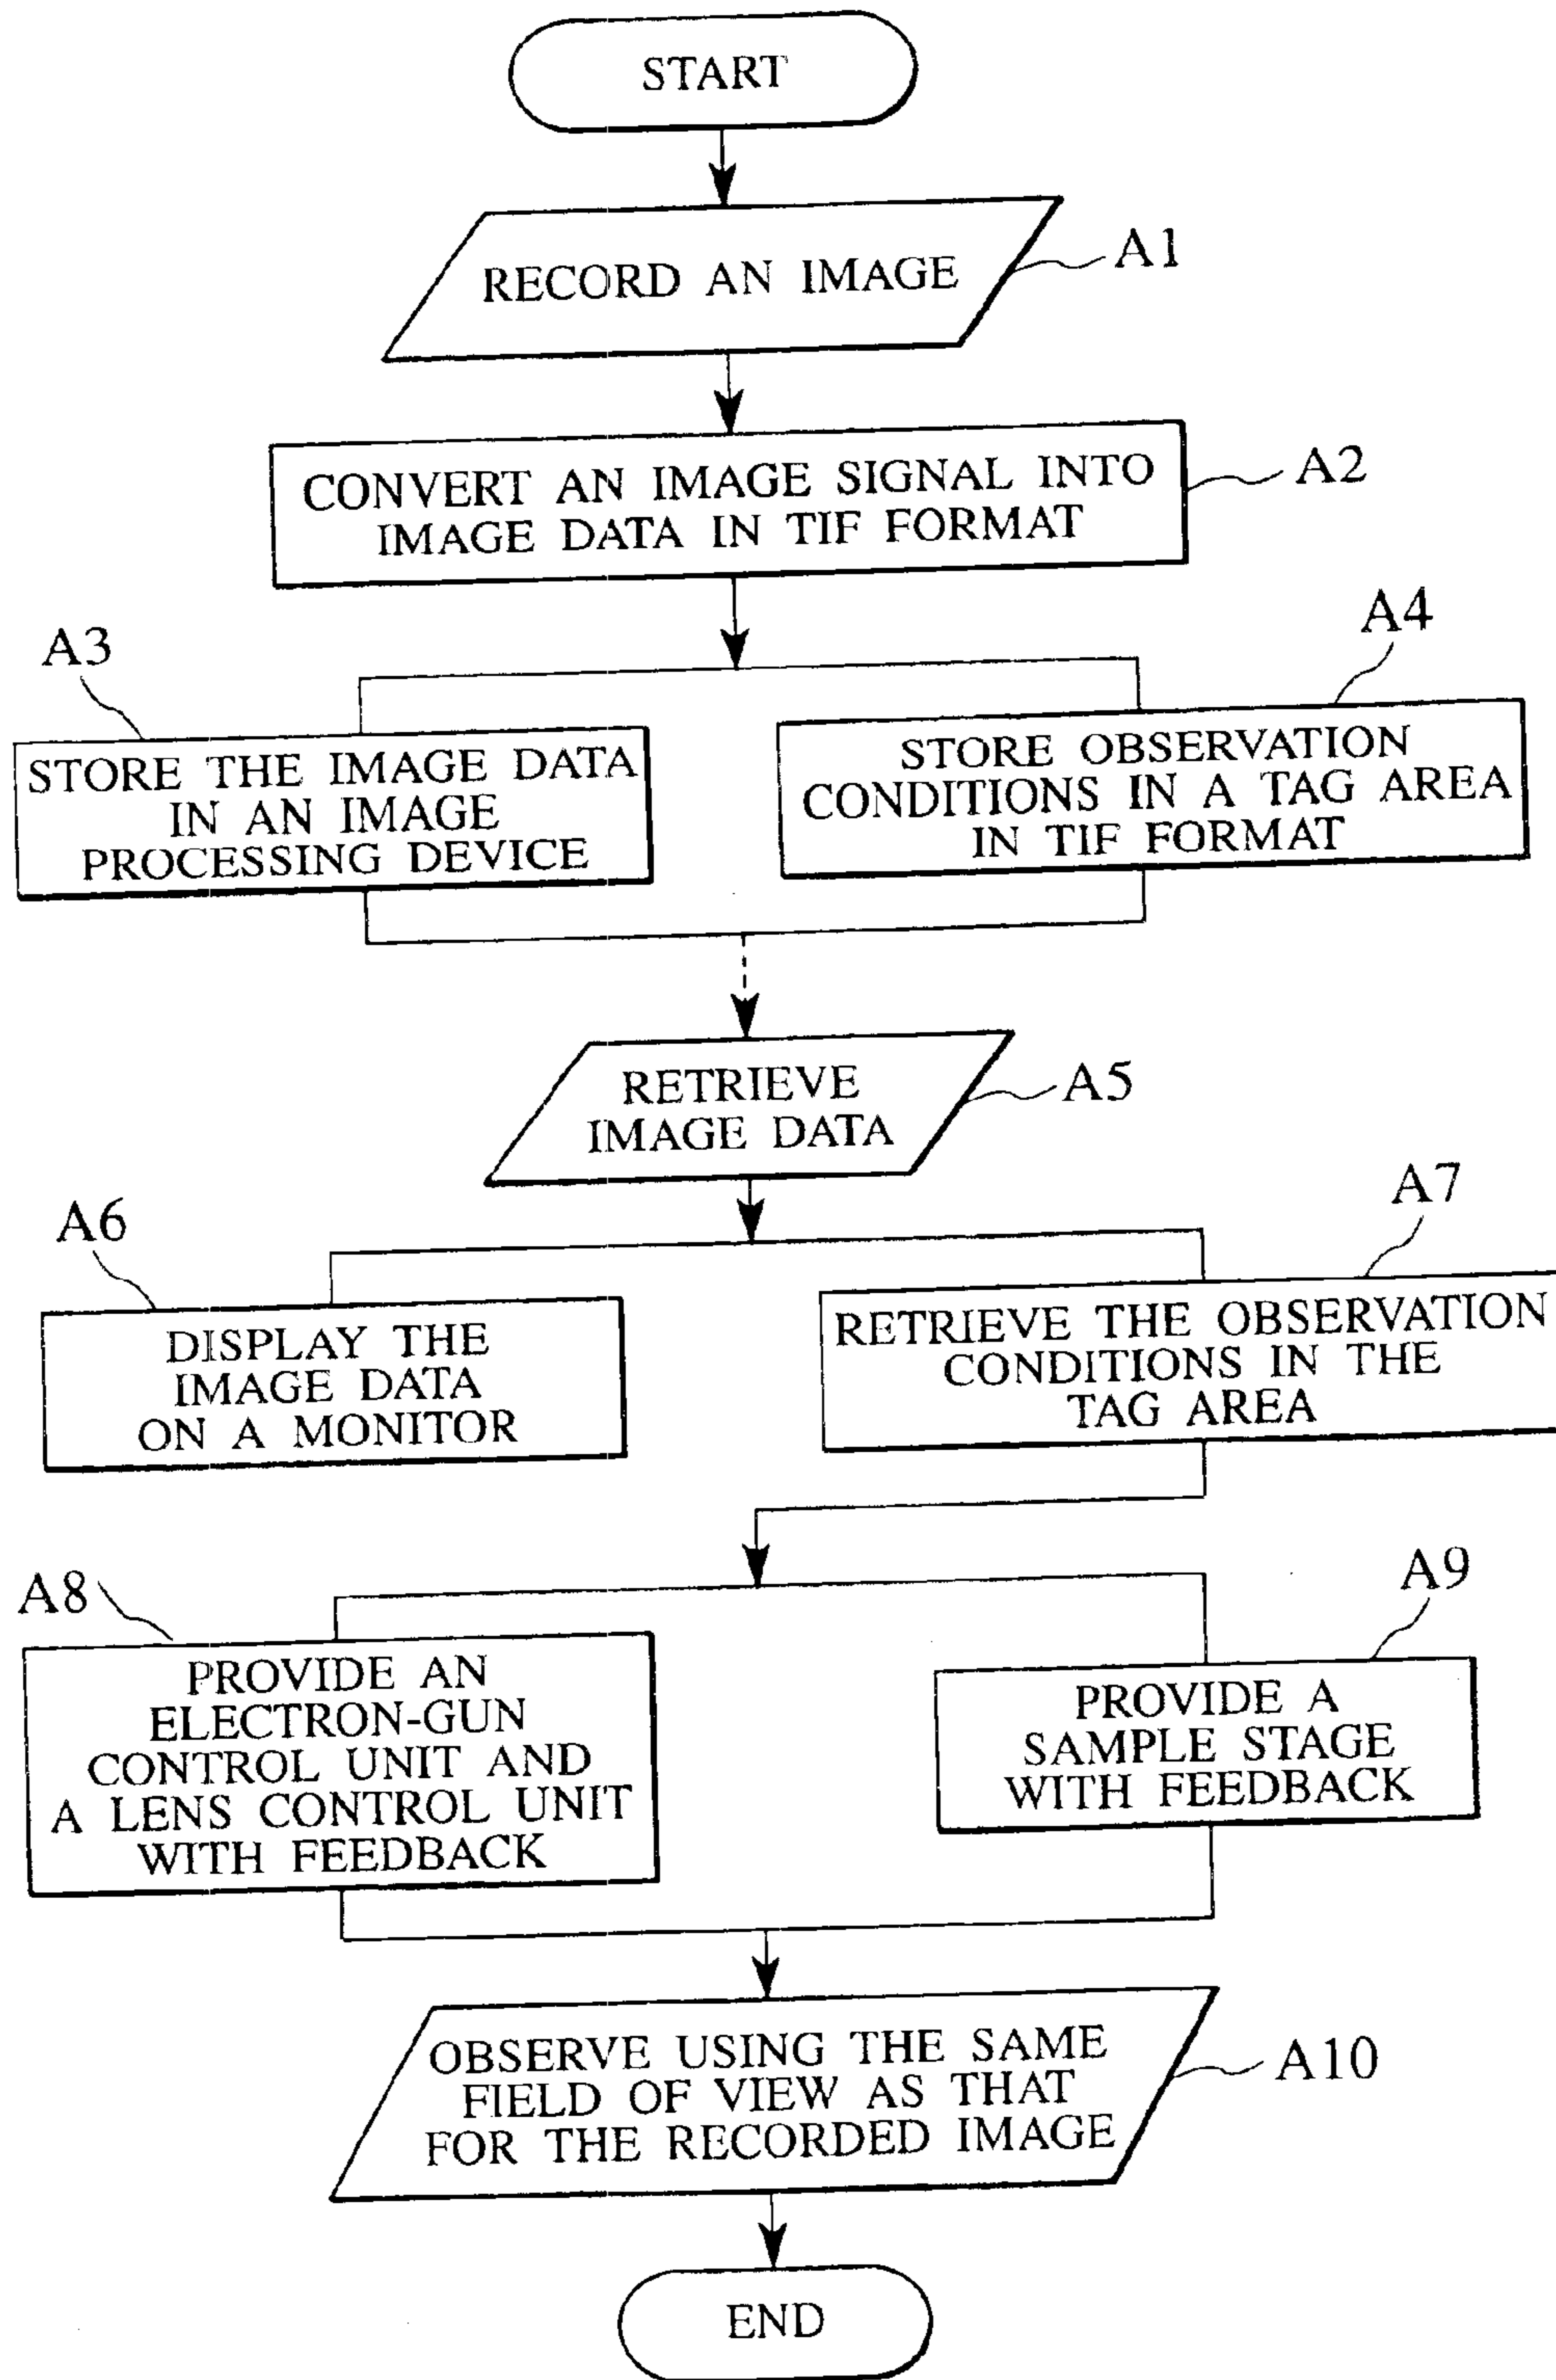 START
RECORD AN IMAGE
A1
CONVERT AN IMAGE SIGNAL INTO
IMAGE DATA IN TIF FORMAT
A2
A3
STORE THE IMAGE DATA
IN AN IMAGE
PROCESSING DEVICE
A4
STORE OBSERVATION
CONDITIONS IN A TAG AREA
IN TIF FORMAT
RETRIEVE
IMAGE DATA
A5
A6
DISPLAY THE
IMAGE DATA
ON A MONITOR
A7
RETRIEVE THE OBSERVATION
CONDITIONS IN THE
TAG AREA
A8
PROVIDE AN
ELECTRON-GUN
CONTROL UNIT AND
A LENS CONTROL UNIT
WITH FEEDBACK
A9
PROVIDE A
SAMPLE STAGE
WITH FEEDBACK
OBSERVE USING THE SAME
FIELD OF VIEW AS THAT
FOR THE RECORDED IMAGE
A10
END